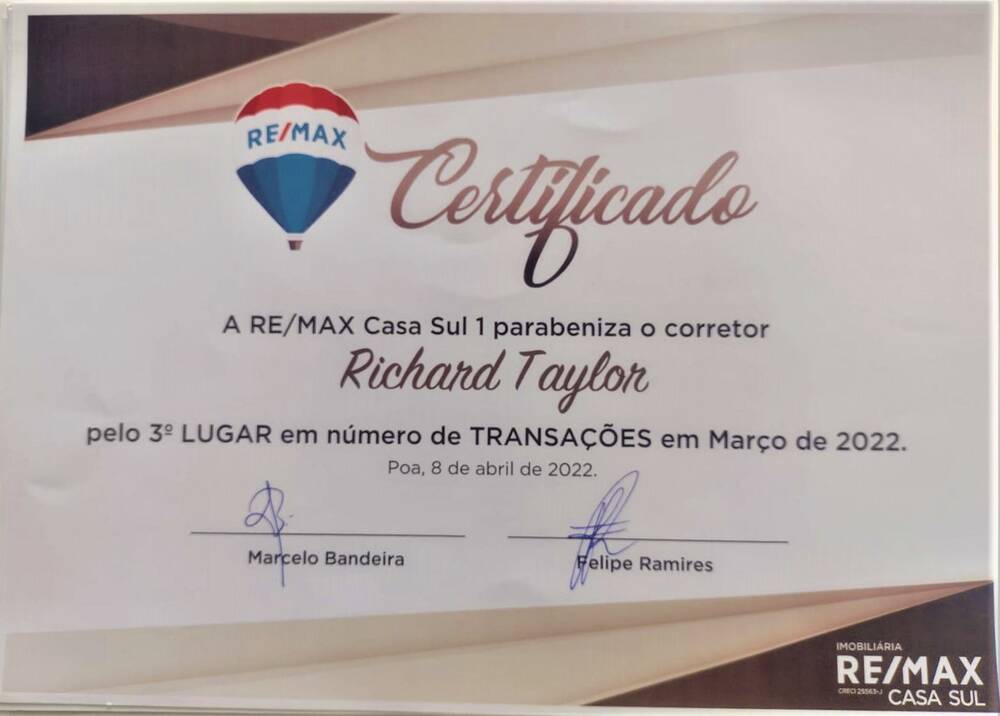 RE/MAX
Certificado
A RE/MAX Casa Sul 1 parabeniza o corretor
Richard Taylor
pelo 3º LUGAR em número de TRANSAÇÕES em Março de 2022.
Poa, 8 de abril de 2022.
Marcelo Bandeira
Felipe Ramires
IMOBILIÁRIA
RE/MAX
CRECI 25563-J
CASA SUL